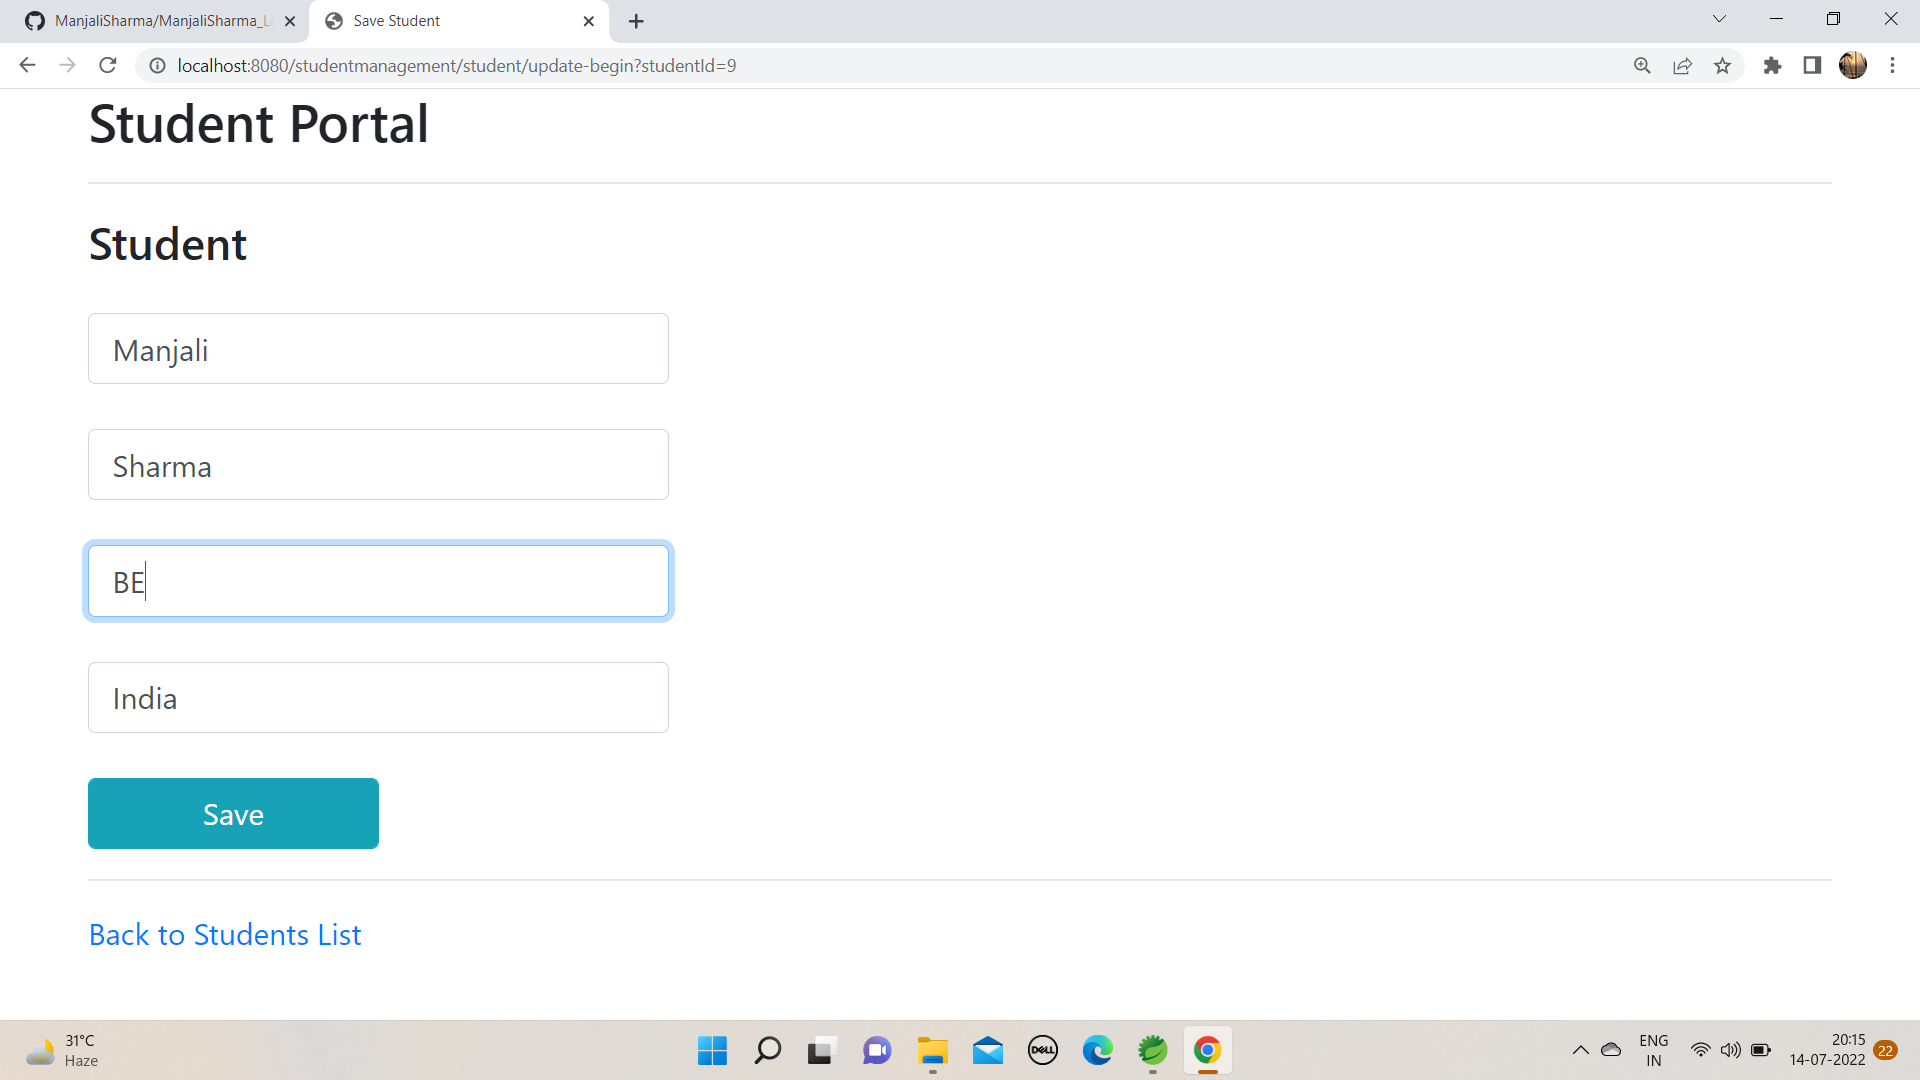 ManjaliSharma/ManjaliSharma_L
Save Student
localhost:8080/studentmanagement/student/update-begin?studentId=9
Student Portal
Student
Manjali
Sharma
BE
India
Save
Back to Students List
31°C
Haze
DELL
ENG
IN
20:15
14-07-2022
22